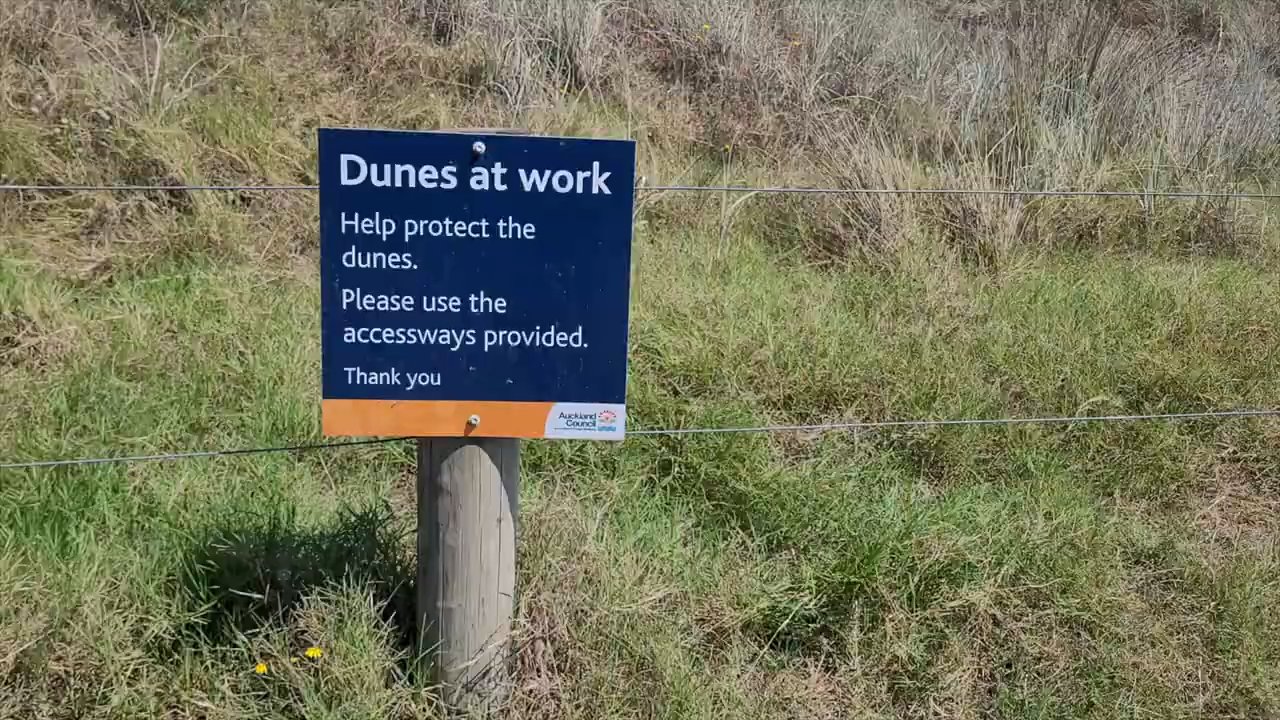 Dunes at work
Help protect the
dunes.
Please use the
accessways provided.
Thank you
Auckland
Council